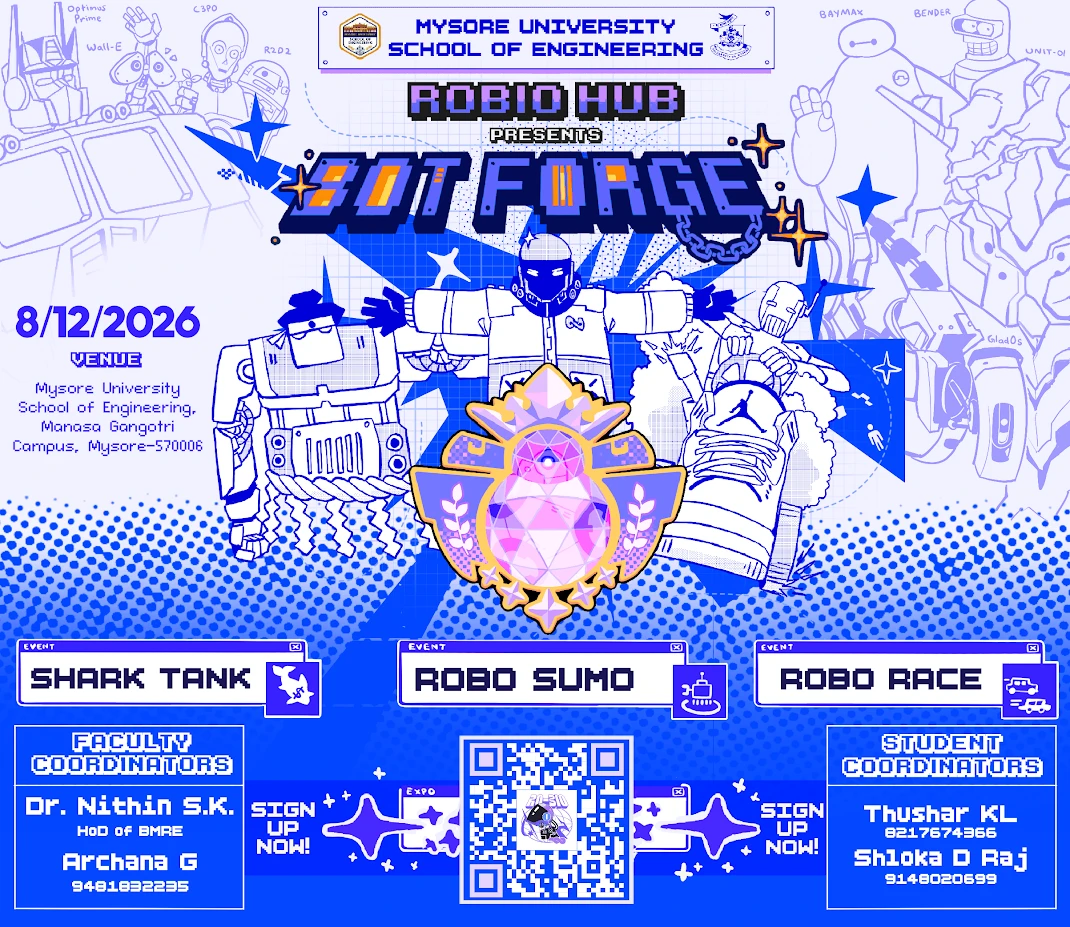 Optimus
Prime
Wall-E
C3PO
R2D2
BAYMAX
BENDER
UNIT-01
MYSORE UNIVERSITY
SCHOOL OF ENGINEERING
ROBIO HUB
PRESENTS
BOT FORGE
8/12/2026
VENUE
Mysore University
School of Engineering,
Manasa Gangotri
Campus, Mysore-570006
GladOs
EVENT
SHARK TANK
EVENT
ROBO SUMO
EVENT
ROBO RACE
FACULTY
COORDINATORS
Dr. Nithin S.K.
HoD of BMRE
Archana G
9481832235
SIGN
UP
NOW!
EXPO
SIGN
UP
NOW!
STUDENT
COORDINATORS
Thushar KL
8217674366
Shloka D Raj
9148020699